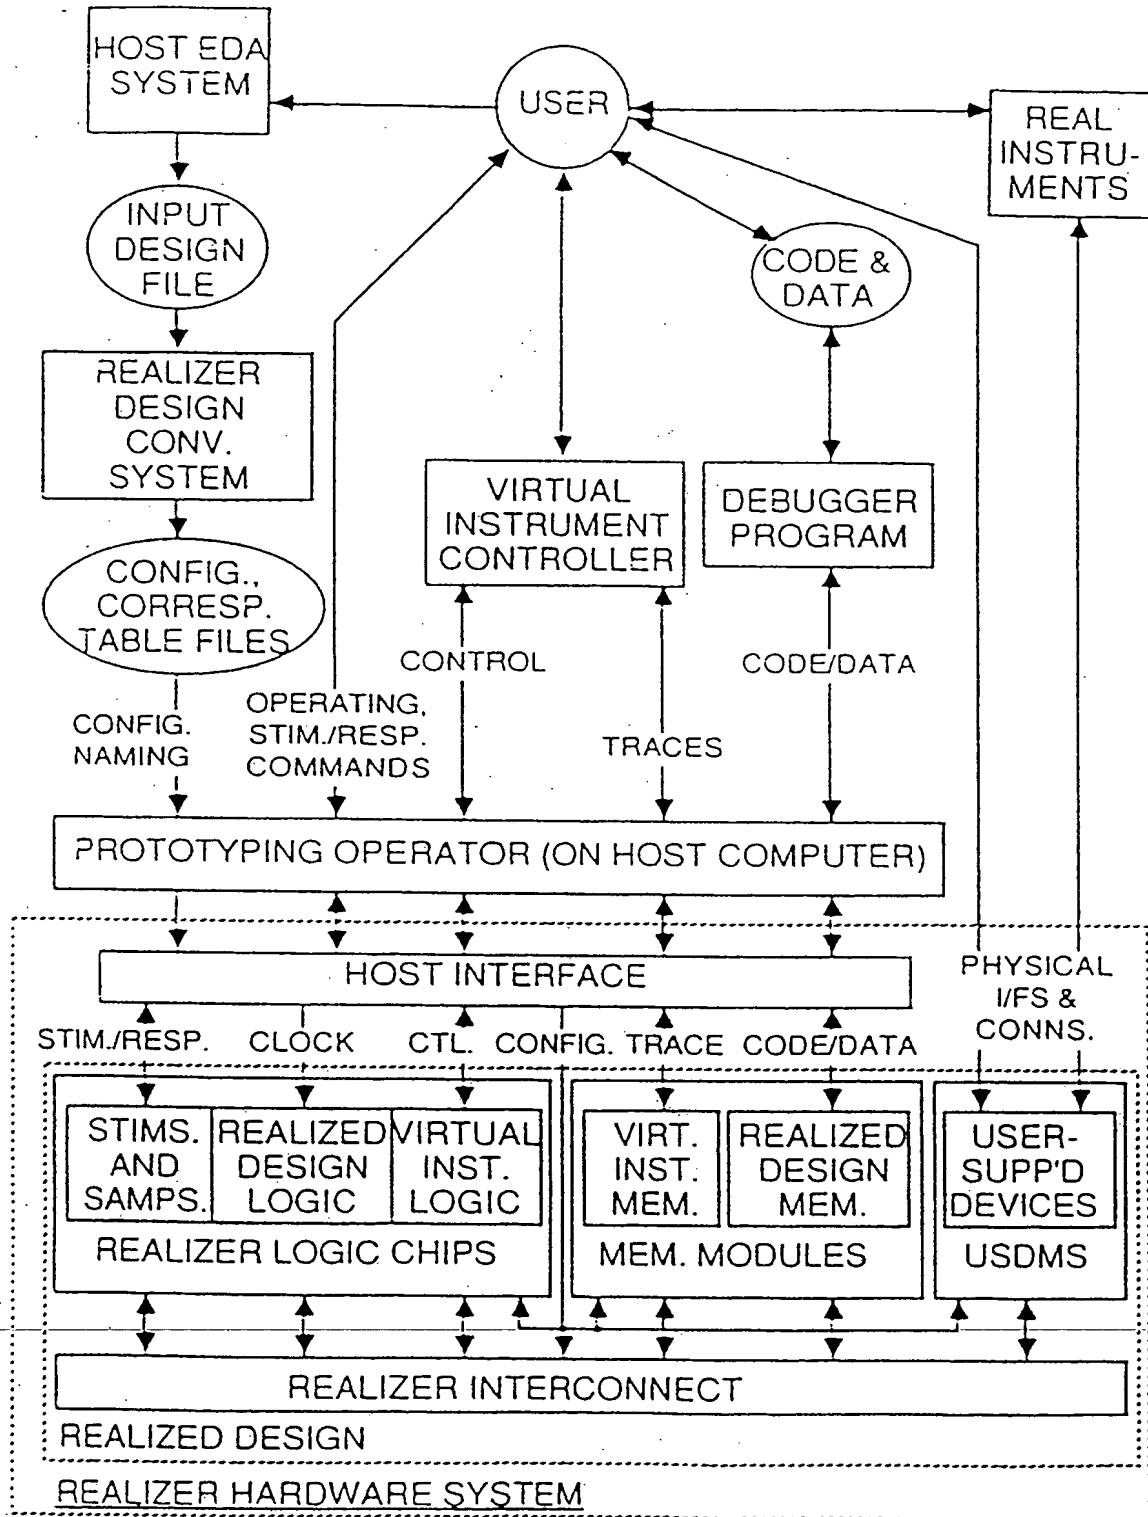 HOST EDA
SYSTEM
USER
REAL
INSTRU-
MENTS
INPUT
DESIGN
FILE
CODE &
DATA
REALIZER
DESIGN
CONV.
SYSTEM
VIRTUAL
INSTRUMENT
CONTROLLER
DEBUGGER
PROGRAM
CONFIG.,
CORRESP.
TABLE FILES
CONTROL
CODE/DATA
CONFIG.
NAMING
OPERATING,
STIM./RESP.
COMMANDS
TRACES
PROTOTYPING OPERATOR (ON HOST COMPUTER)
HOST INTERFACE
PHYSICAL
I/FS &
CONNS.
STIM./RESP.
CLOCK
CTL.
CONFIG.
TRACE
CODE/DATA
STIMS.
AND
SAMPS.
REALIZED
DESIGN
LOGIC
VIRTUAL
INST.
LOGIC
VIRT.
INST.
MEM.
REALIZED
DESIGN
MEM.
USER-
SUPP'D
DEVICES
REALIZER LOGIC CHIPS
MEM. MODULES
USDMS
REALIZER INTERCONNECT
REALIZED DESIGN
REALIZER HARDWARE SYSTEM